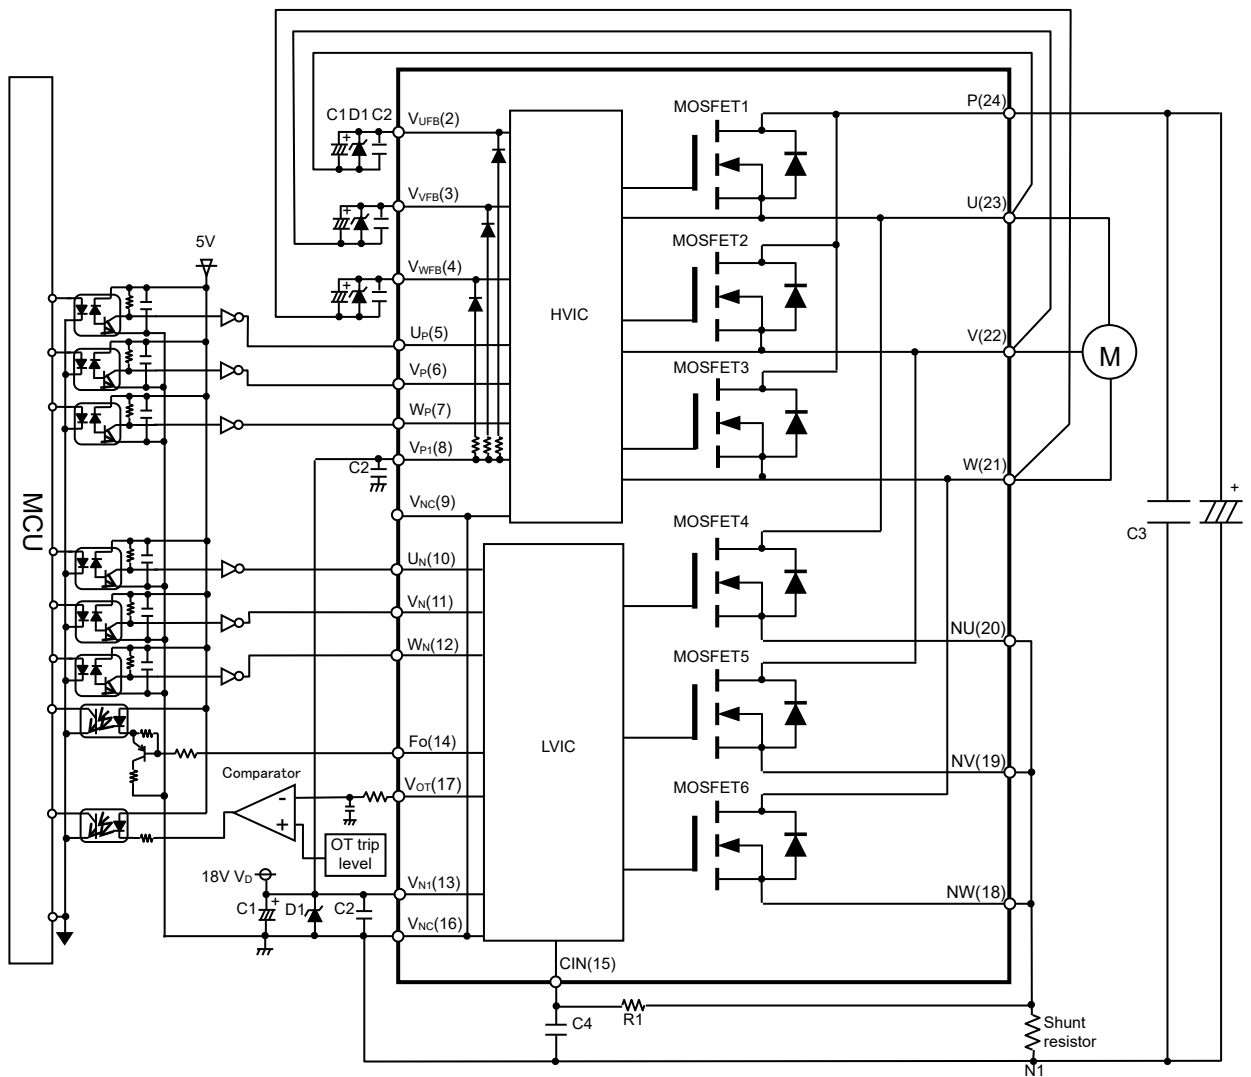 MCU
5V
C1 D1 C2
VUFB(2)
VVFB(3)
VWFB(4)
UP(5)
VP(6)
WP(7)
C2
VP1(8)
VNC(9)
UN(10)
VN(11)
WN(12)
Fo(14)
VOT(17)
Comparator
-
+
OT trip
level
18V VD
C1
+
D1
C2
VN1(13)
VNC(16)
HVIC
LVIC
CIN(15)
MOSFET1
MOSFET2
MOSFET3
MOSFET4
MOSFET5
MOSFET6
P(24)
U(23)
V(22)
W(21)
NU(20)
NV(19)
NW(18)
M
C3
+
C4
R1
Shunt
resistor
N1